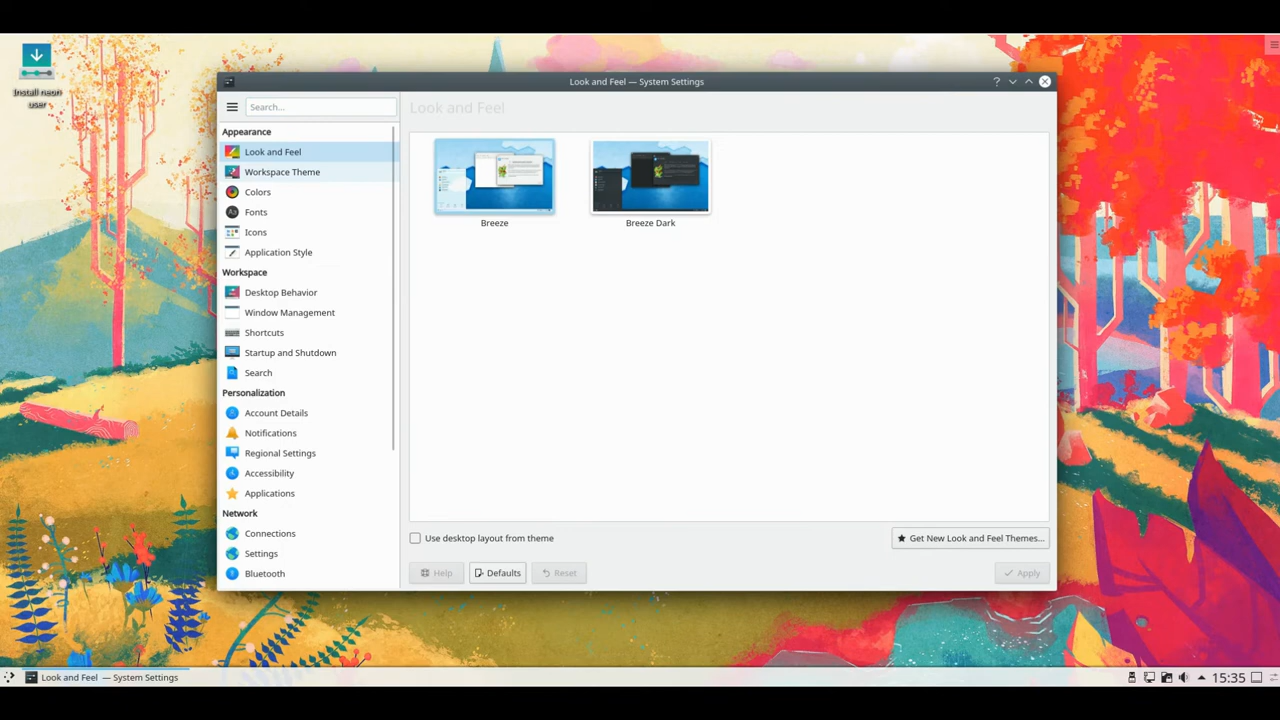 Install neon
user
Look and Feel — System Settings
Search...
Look and Feel
Appearance
Look and Feel
Workspace Theme
Colors
Fonts
Icons
Application Style
Workspace
Desktop Behavior
Window Management
Shortcuts
Startup and Shutdown
Search
Personalization
Account Details
Notifications
Regional Settings
Accessibility
Applications
Network
Connections
Settings
Bluetooth
Breeze
Breeze Dark
Use desktop layout from theme
Get New Look and Feel Themes...
Help
Defaults
Reset
Apply
Look and Feel — System Settings
15:35